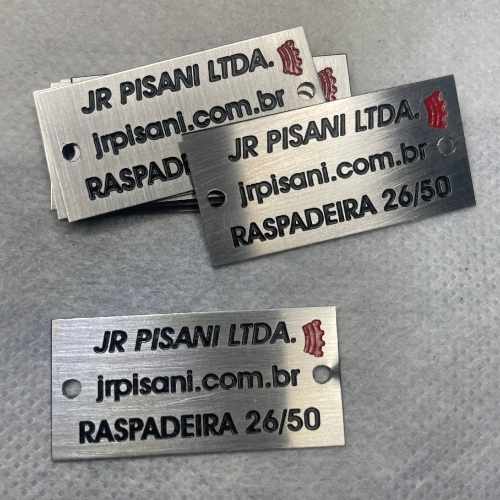 JR PISANI LTDA.
jrpisani.com.br
RASPADEIRA
JR PISANI LTDA.
jrpisani.com.br
RASPADEIRA 26/50
JR PISANI LTDA.
jrpisani.com.br
RASPADEIRA 26/50